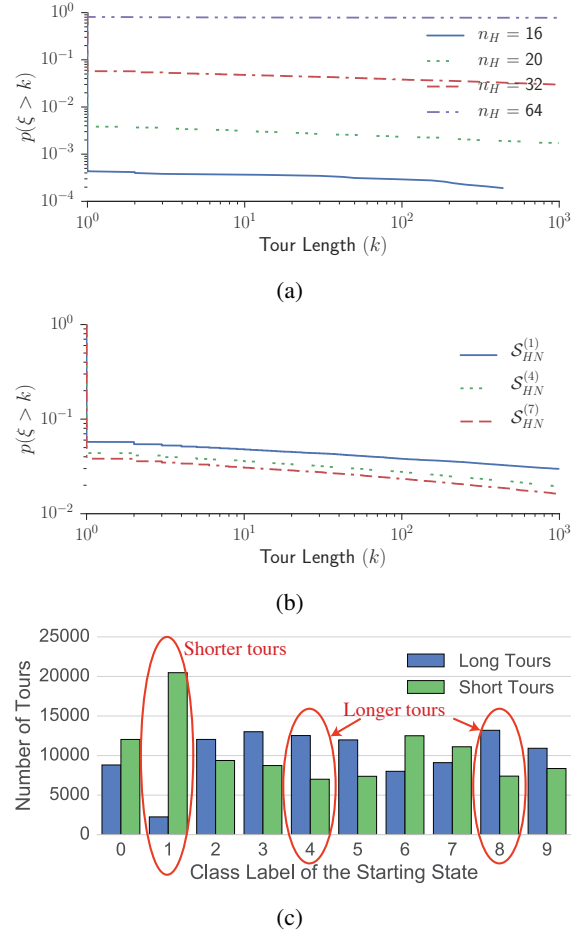 10^0
10^-1
10^-2
10^-3
10^-4
p(ξ > k)
n_H = 16
n_H = 20
n_H = 32
n_H = 64
10^0 10^1 10^2 10^3
Tour Length (k)
(a)
10^0
10^-1
10^-2
p(ξ > k)
S_HN^(1)
S_HN^(4)
S_HN^(7)
10^0 10^1 10^2 10^3
Tour Length (k)
(b)
25000
20000
15000
10000
5000
0
Number of Tours
Shorter tours
Long Tours
Short Tours
Longer tours
0 1 2 3 4 5 6 7 8 9
Class Label of the Starting State
(c)